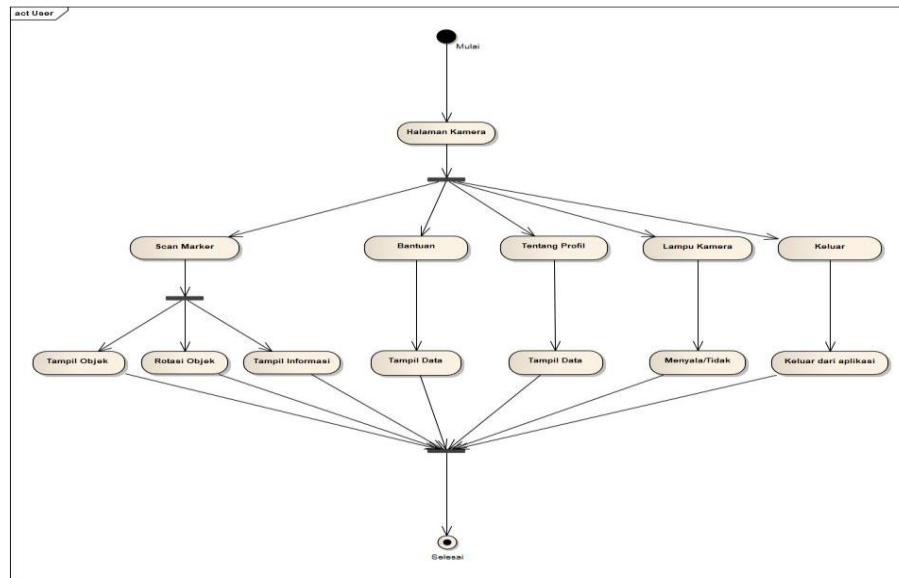 act User
Mulai
Halaman Kamera
Scan Marker
Bantuan
Tentang Profil
Lampu Kamera
Keluar
Tampil Objek
Rotasi Objek
Tampil Informasi
Tampil Data
Tampil Data
Menyala/Tidak
Keluar dari aplikasi
Selesai